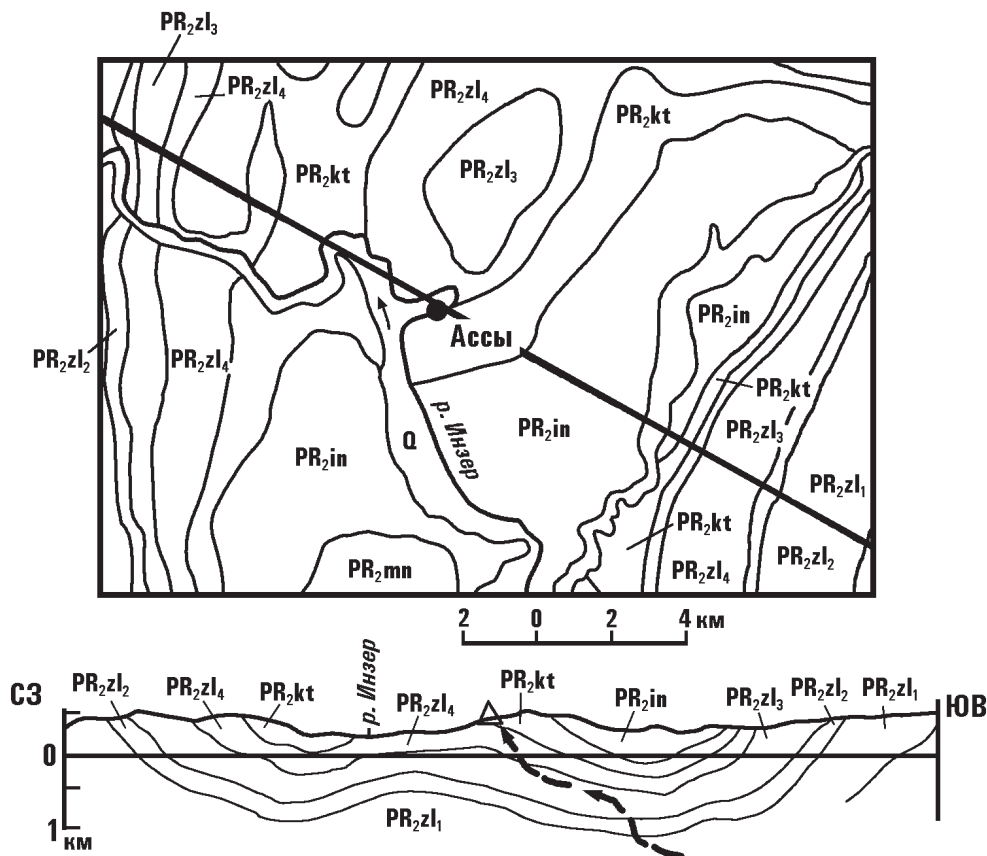 PR₂zl₃
PR₂zl₄
PR₂zl₄
PR₂kt
PR₂kt
PR₂zl₃
PR₂in
Ассы
PR₂zl₂
PR₂zl₄
PR₂kt
PR₂zl₃
р. Инзер
Q
PR₂in
PR₂in
PR₂zl₁
PR₂kt
PR₂mn
PR₂zl₄
PR₂zl₂
2 0 2 4 км
СЗ PR₂zl₂ PR₂zl₄ PR₂kt р. Инзер PR₂zl₄ PR₂kt PR₂in PR₂zl₃ PR₂zl₂ PR₂zl₁ ЮВ
0
PR₂zl₁
1
км